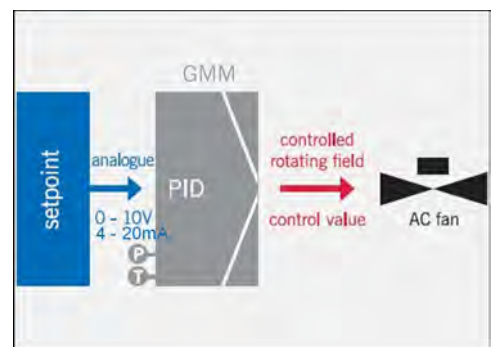 GMM
setpoint
analogue
0 - 10V
4 - 20mA
PID
P
T
controlled
rotating field
control value
AC fan